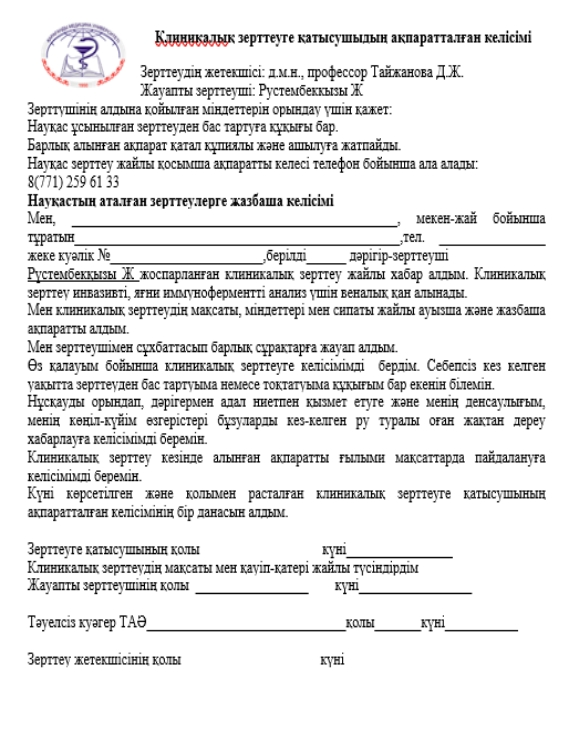 Клиникалық зерттеуге қатысушыдың ақпаратталған келісімі
Зерттеудің жетекшісі: д.м.н., профессор Тайжанова Д.Ж.
Жауапты зерттеуші: Рустембеккызы Ж
Зерттушінің алдына қойылған міндеттерін орындау үшін қажет:
Науқас ұсынылған зерттеуден бас тартуға құқығы бар.
Барлық алынған ақпарат қатал құпиялы және ашылуға жатпайды.
Науқас зерттеу жайлы қосымша ақпаратты келесі телефон бойынша ала алады:
8(771) 259 61 33
Науқастың аталған зерттеулерге жазбаша келісімі
Мен, ____________________________________________, мекен-жай бойынша
тұратын____________________________________________,тел. ______________
жеке куәлік №_____________________,берілді______ дәрігір-зерттеуші
Рүстембекқызы Ж жоспарланған клиникалық зерттеу жайлы хабар алдым. Клиникалық
зерттеу инвазивті, яғни иммуноферментті анализ үшін веналық қан алынады.
Мен клиникалық зерттеудің мақсаты, міндеттері мен сипаты жайлы ауызша және жазбаша
ақпаратты алдым.
Мен зерттеушімен сұхбаттасып барлық сұрақтарға жауап алдым.
Өз қалауым бойынша клиникалық зерттеуге келісімімді бердім. Себепсіз кез келген
уақытта зерттеуден бас тартуыма немесе тоқтатуыма құқығым бар екенін білемін.
Нұсқауды орындап, дәрігермен адал ниетпен қызмет етуге және менің денсаулығым,
менің көңіл-күйім өзгерістері бұзуларды кез-келген ру туралы оған жақтан дереу
хабарлауға келісімімді беремін.
Клиникалық зерттеу кезінде алынған ақпаратты ғылыми мақсаттарда пайдалануға
келісімімді беремін.
Күні көрсетілген және қолымен расталған клиникалық зерттеуге қатысушының
ақпаратталған келісімінің бір данасын алдым.
Зерттеуге қатысушының қолы күні______________
Клиникалық зерттеудің мақсаты мен қауіп-қатері жайлы түсіндірдім
Жауапты зерттеушінің қолы _______________ күні_______________
Тәуелсіз куәгер ТАӘ__________________________қолы______күні__________
Зерттеу жетекшісінің қолы күні